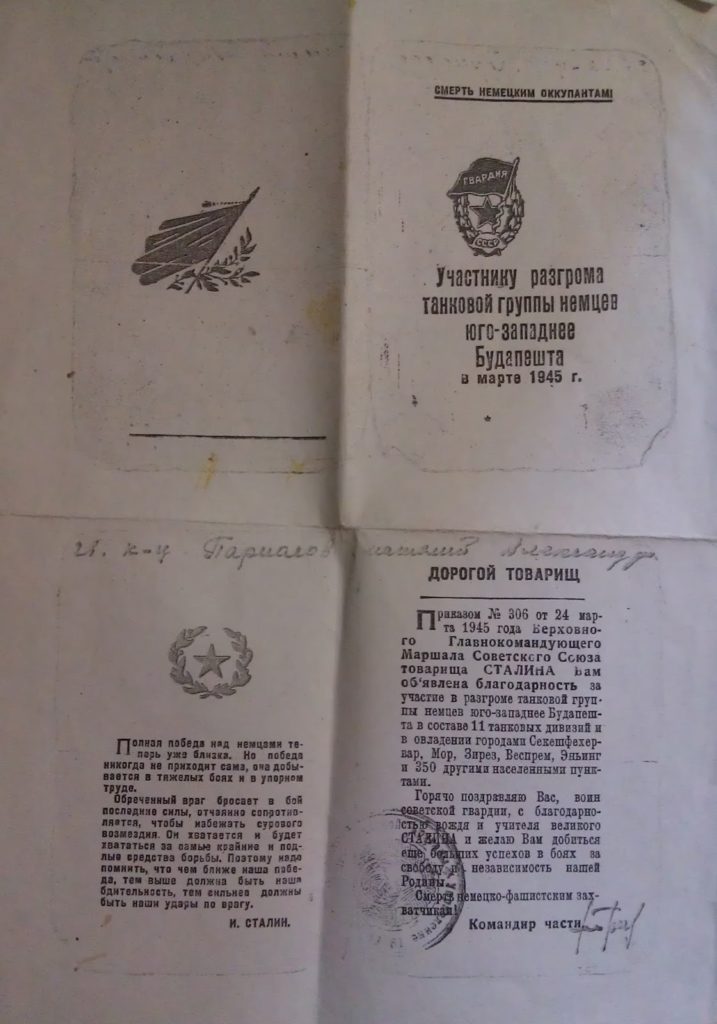 СМЕРТЬ НЕМЕЦКИМ ОККУПАНТАМ!
ГВАРДИЯ
СССР
Участнику разгрома
танковой группы немцев
юго-западнее
Будапешта
в марте 1945 г.
Полная победа над немцами те-
перь уже близка. Но победа
никогда не приходит сама, она добы-
вается в тяжелых боях и в упорном
труде.
Обреченный враг бросает в бой
последние силы, отчаянно сопротив-
ляется, чтобы избежать сурового
возмездия. Он хватается и будет
хвататься за самые крайние и под-
лые средства борьбы. Поэтому надо
помнить, что чем ближе наша побе-
да, тем выше должна быть наша
бдительность, тем сильнее должны
быть наши удары по врагу.
И. СТАЛИН.
ДОРОГОЙ ТОВАРИЩ
Приказом № 306 от 24 мар-
та 1945 года Верховно-
го Главнокомандующего
Маршала Советского Союза
товарища СТАЛИНА Вам
об'явлена благодарность за
участие в разгроме танковой груп-
пы немцев юго-западнее Будапеш-
та в составе 11 танковых дивизий и
в овладении городами Секешфехер-
вар, Мор, Зирез, Веспрем, Эньинг
и 350 другими населенными пунк-
тами.
Горячо поздравляю Вас, воин
советской гвардии, с благодарно-
стью вождя и учителя великого
СТАЛИНА и желаю Вам добиться
еще больших успехов в боях за
свободу и независимость нашей
Родины.
Смерть немецко-фашистским зах-
ватчикам!
Командир части